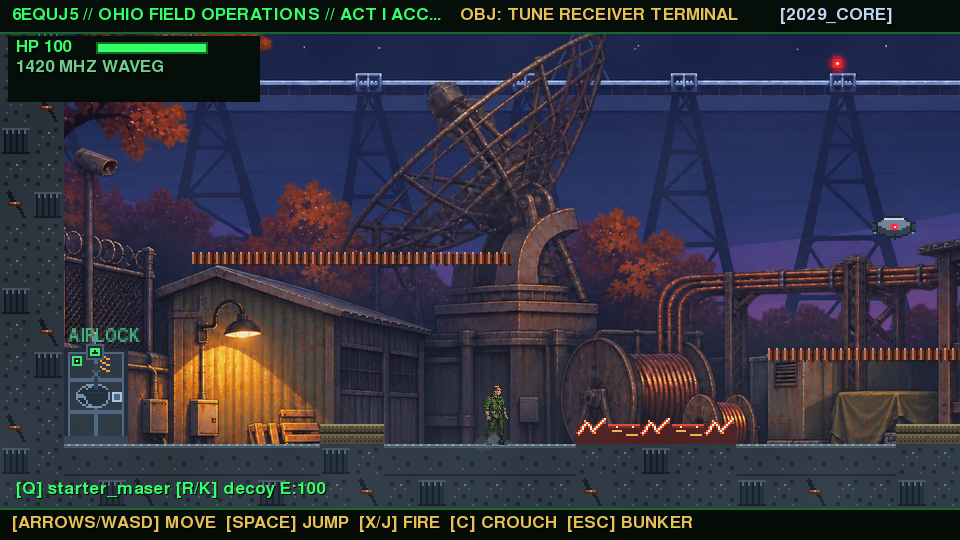 6EQUJ5 // OHIO FIELD OPERATIONS // ACT I ACC... OBJ: TUNE RECEIVER TERMINAL [2029_CORE]
HP 100
1420 MHZ WAVEG
AIRLOCK
[Q] starter_maser [R/K] decoy E:100
[ARROWS/WASD] MOVE [SPACE] JUMP [X/J] FIRE [C] CROUCH [ESC] BUNKER